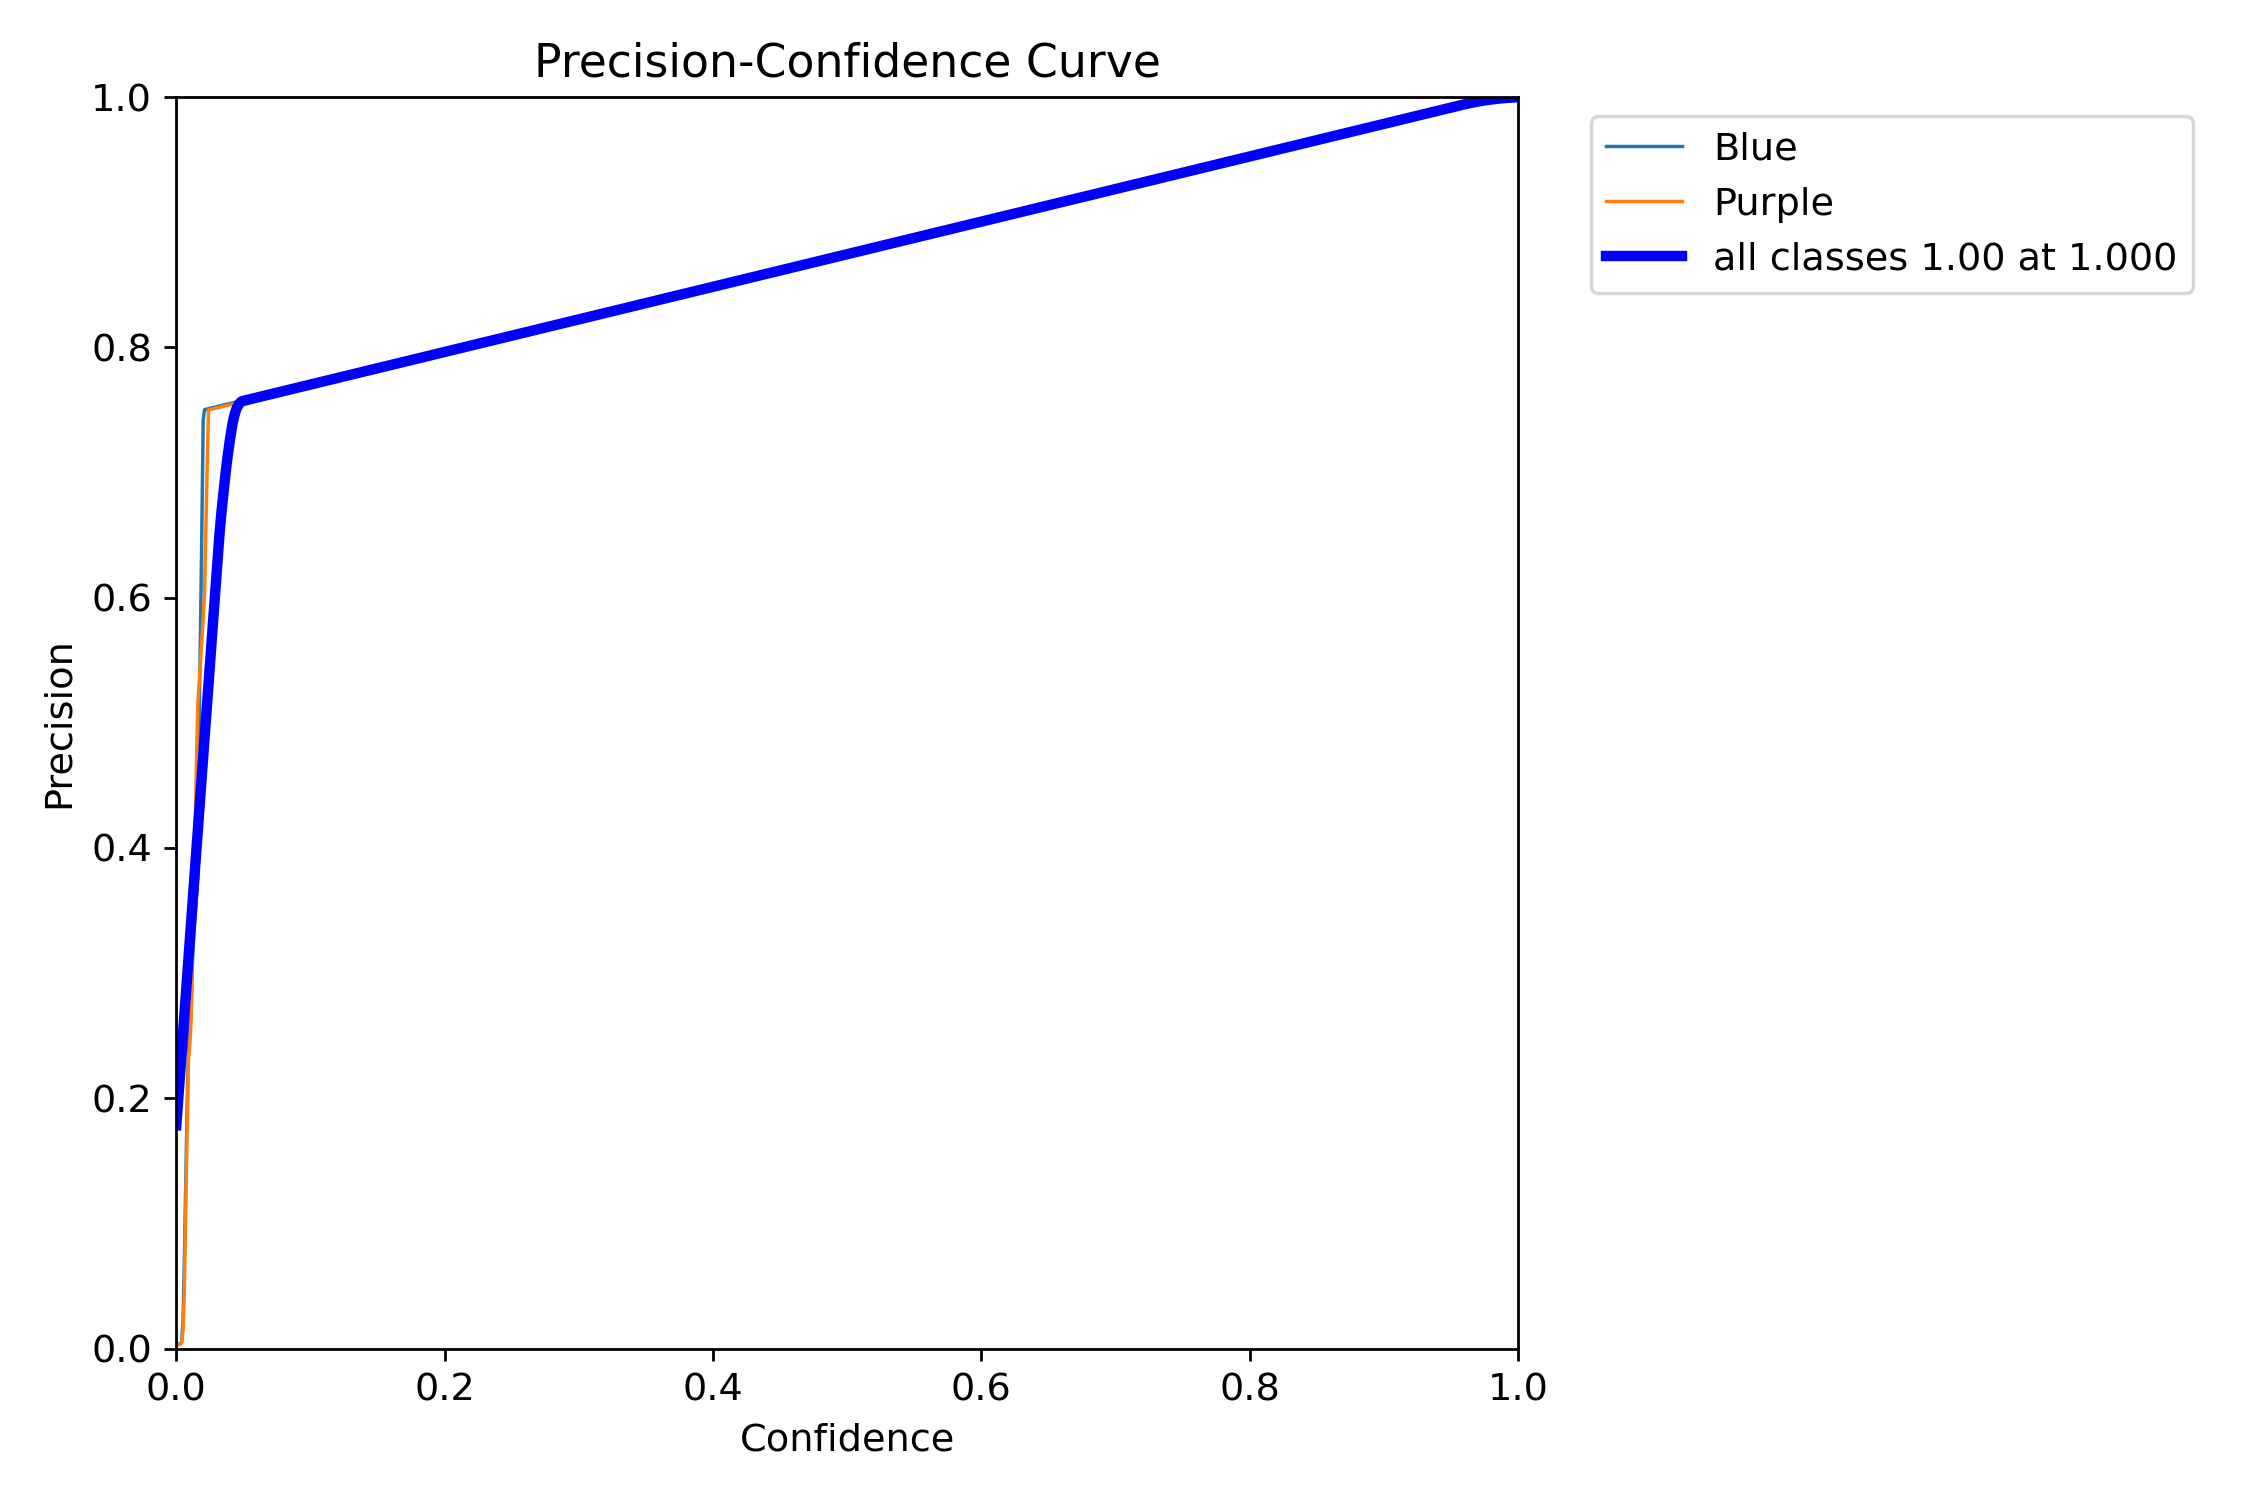 Precision-Confidence Curve
1.0
0.8
0.6
0.4
0.2
0.0
Precision
0.0 0.2 0.4 0.6 0.8 1.0
Confidence
Blue
Purple
all classes 1.00 at 1.000